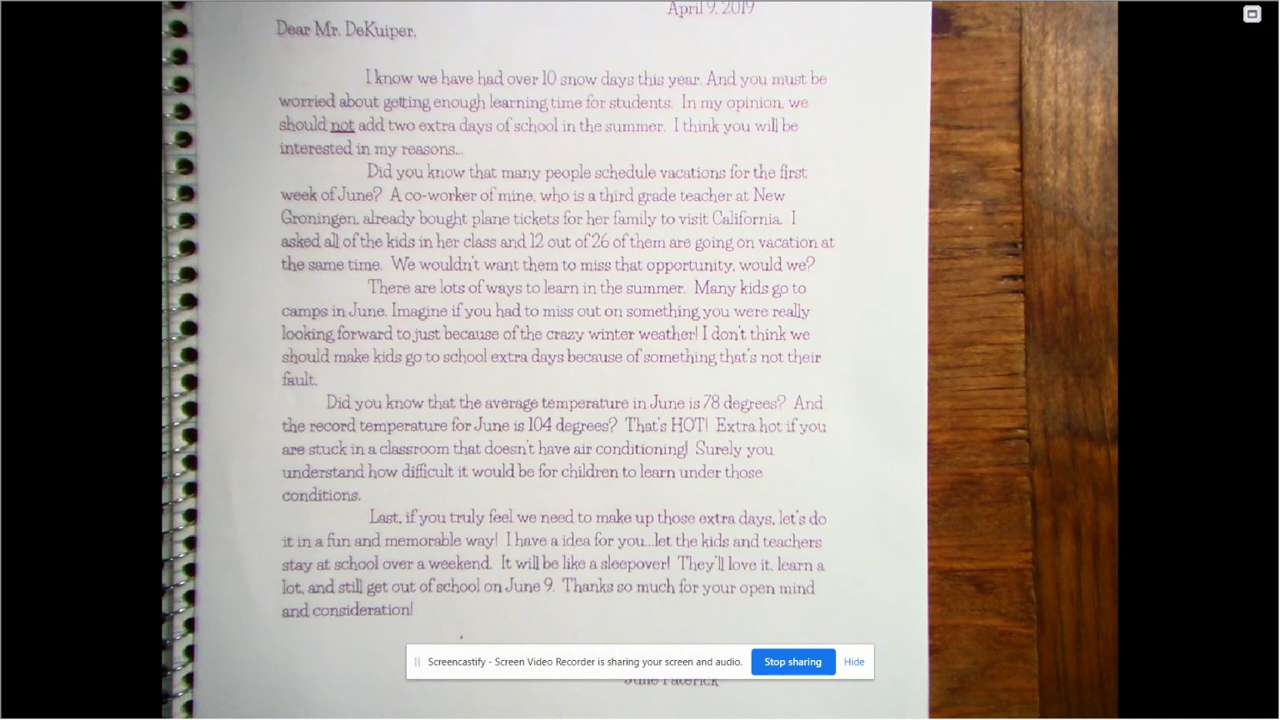 April 9, 2019
Dear Mr. DeKuiper,
I know we have had over 10 snow days this year. And you must be
worried about getting enough learning time for students. In my opinion, we
should not add two extra days of school in the summer. I think you will be
interested in my reasons...
Did you know that many people schedule vacations for the first
week of June? A co-worker of mine, who is a third grade teacher at New
Groningen, already bought plane tickets for her family to visit California. I
asked all of the kids in her class and 12 out of 26 of them are going on vacation at
the same time. We wouldn't want them to miss that opportunity, would we?
There are lots of ways to learn in the summer. Many kids go to
camps in June. Imagine if you had to miss out on something you were really
looking forward to just because of the crazy winter weather! I don't think we
should make kids go to school extra days because of something that's not their
fault.
Did you know that the average temperature in June is 78 degrees? And
the record temperature for June is 104 degrees? That's HOT! Extra hot if you
are stuck in a classroom that doesn't have air conditioning! Surely you
understand how difficult it would be for children to learn under those
conditions.
Last, if you truly feel we need to make up those extra days, let's do
it in a fun and memorable way! I have a idea for you...let the kids and teachers
stay at school over a weekend. It will be like a sleepover! They'll love it, learn a
lot, and still get out of school on June 9. Thanks so much for your open mind
and consideration!
Screencastify - Screen Video Recorder is sharing your screen and audio. Stop sharing Hide